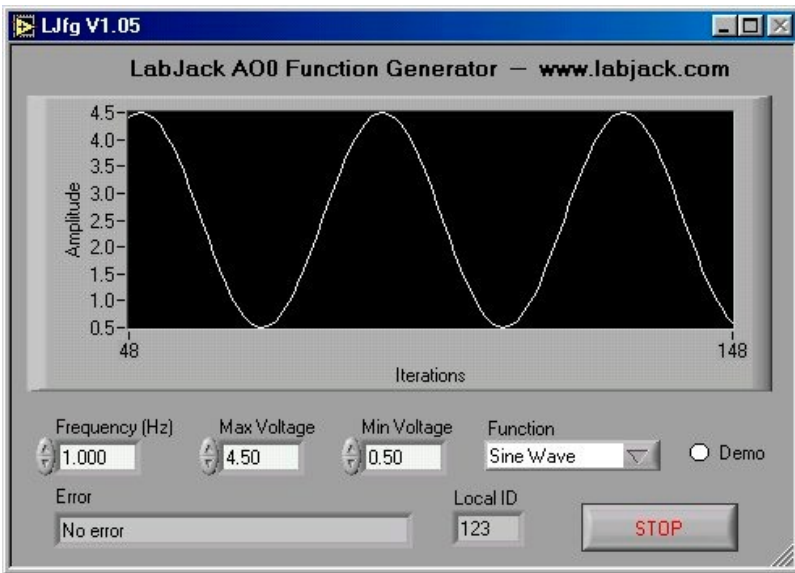 LJfg V1.05
LabJack AO0 Function Generator – www.labjack.com
Amplitude
4.5
4.0
3.5
3.0
2.5
2.0
1.5
1.0
0.5
48
148
Iterations
Frequency (Hz)
Max Voltage
Min Voltage
Function
1.000
4.50
0.50
Sine Wave
Demo
Error
Local ID
No error
123
STOP